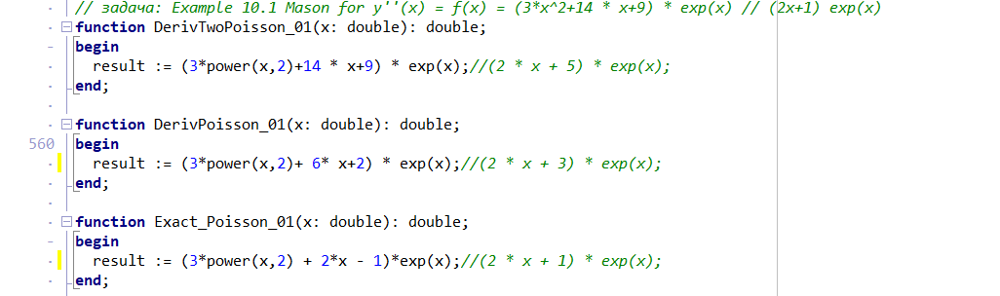 // задача: Example 10.1 Mason for y''(x) = f(x) = (3*x^2+14 * x+9) * exp(x) // (2x+1) exp(x)
function DerivTwoPoisson_01(x: double): double;
begin
result := (3*power(x,2)+14 * x+9) * exp(x);//(2 * x + 5) * exp(x);
end;
function DerivPoisson_01(x: double): double;
560 begin
result := (3*power(x,2)+ 6* x+2) * exp(x);//(2 * x + 3) * exp(x);
end;
function Exact_Poisson_01(x: double): double;
begin
result := (3*power(x,2) + 2*x - 1)*exp(x);//(2 * x + 1) * exp(x);
end;